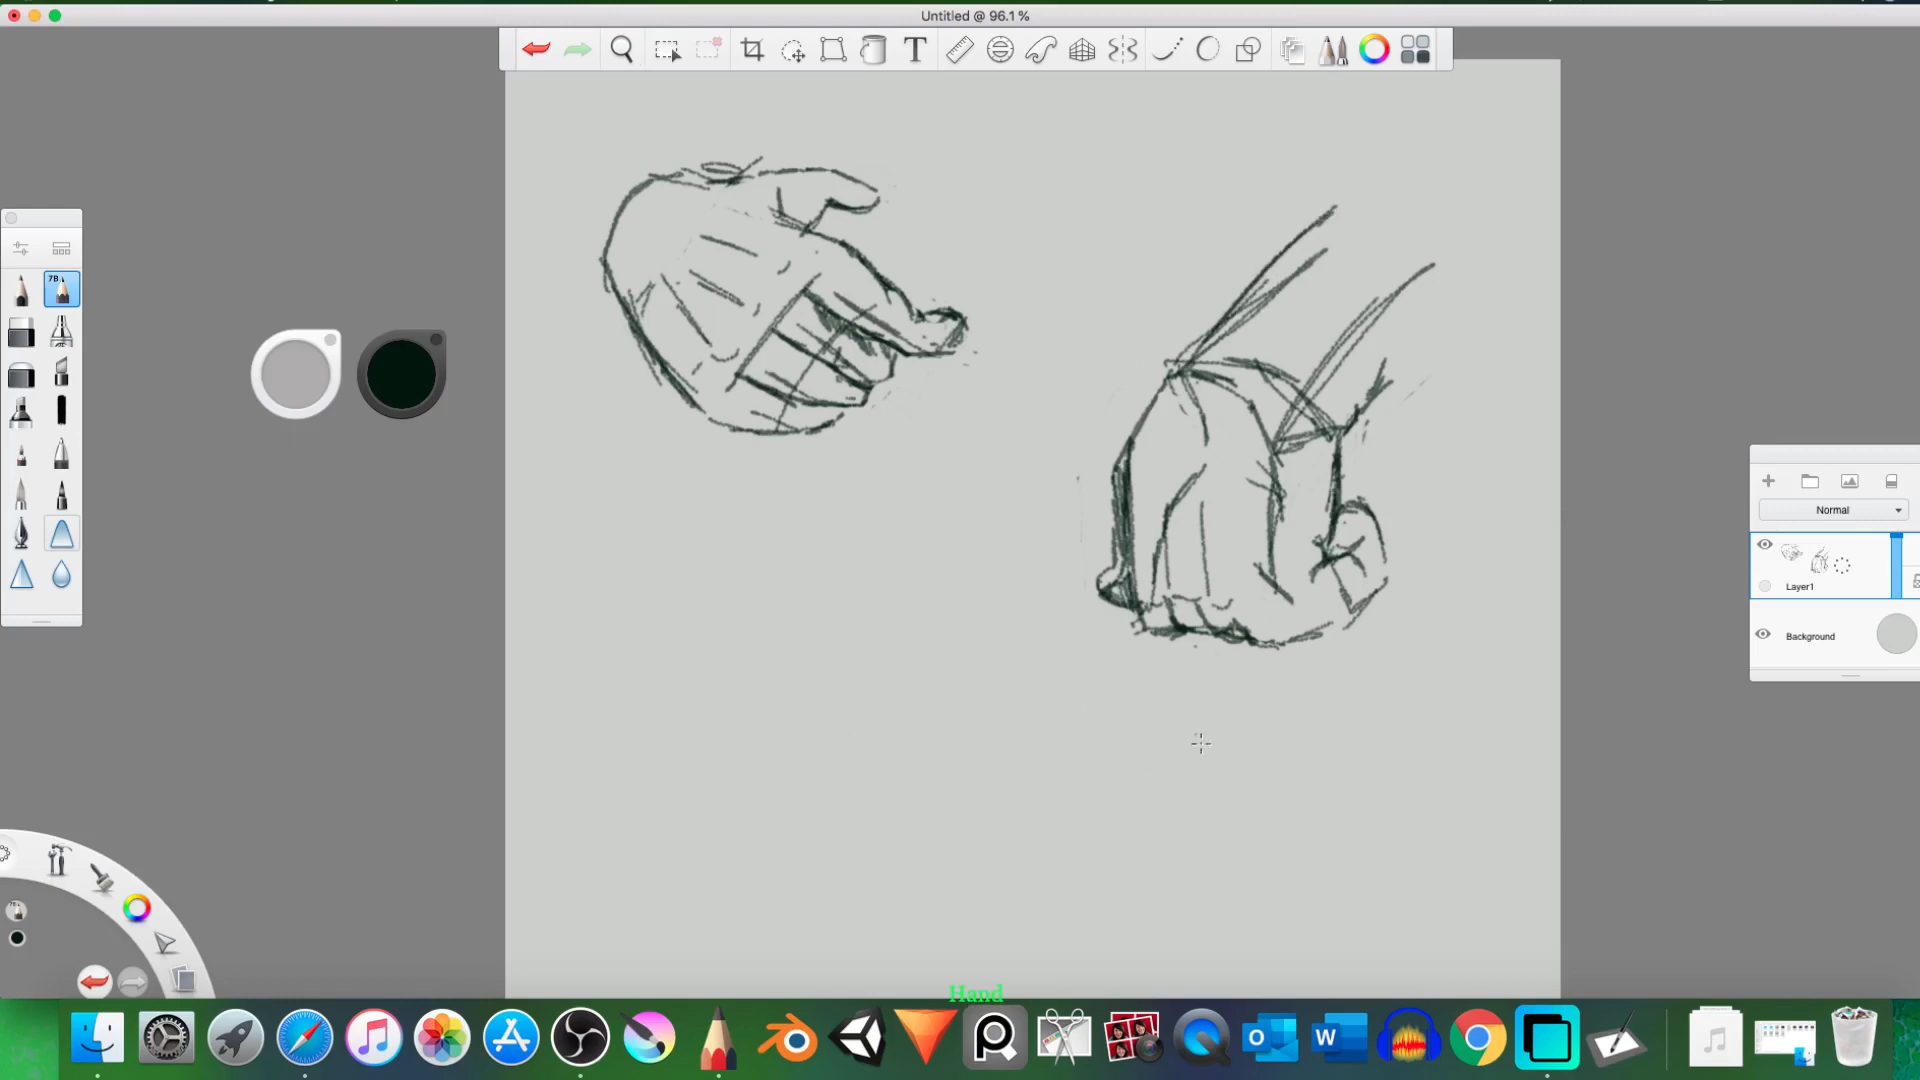 Untitled @ 96.1 %
T
7B
Normal
Layer1
Background
Hand
O
W